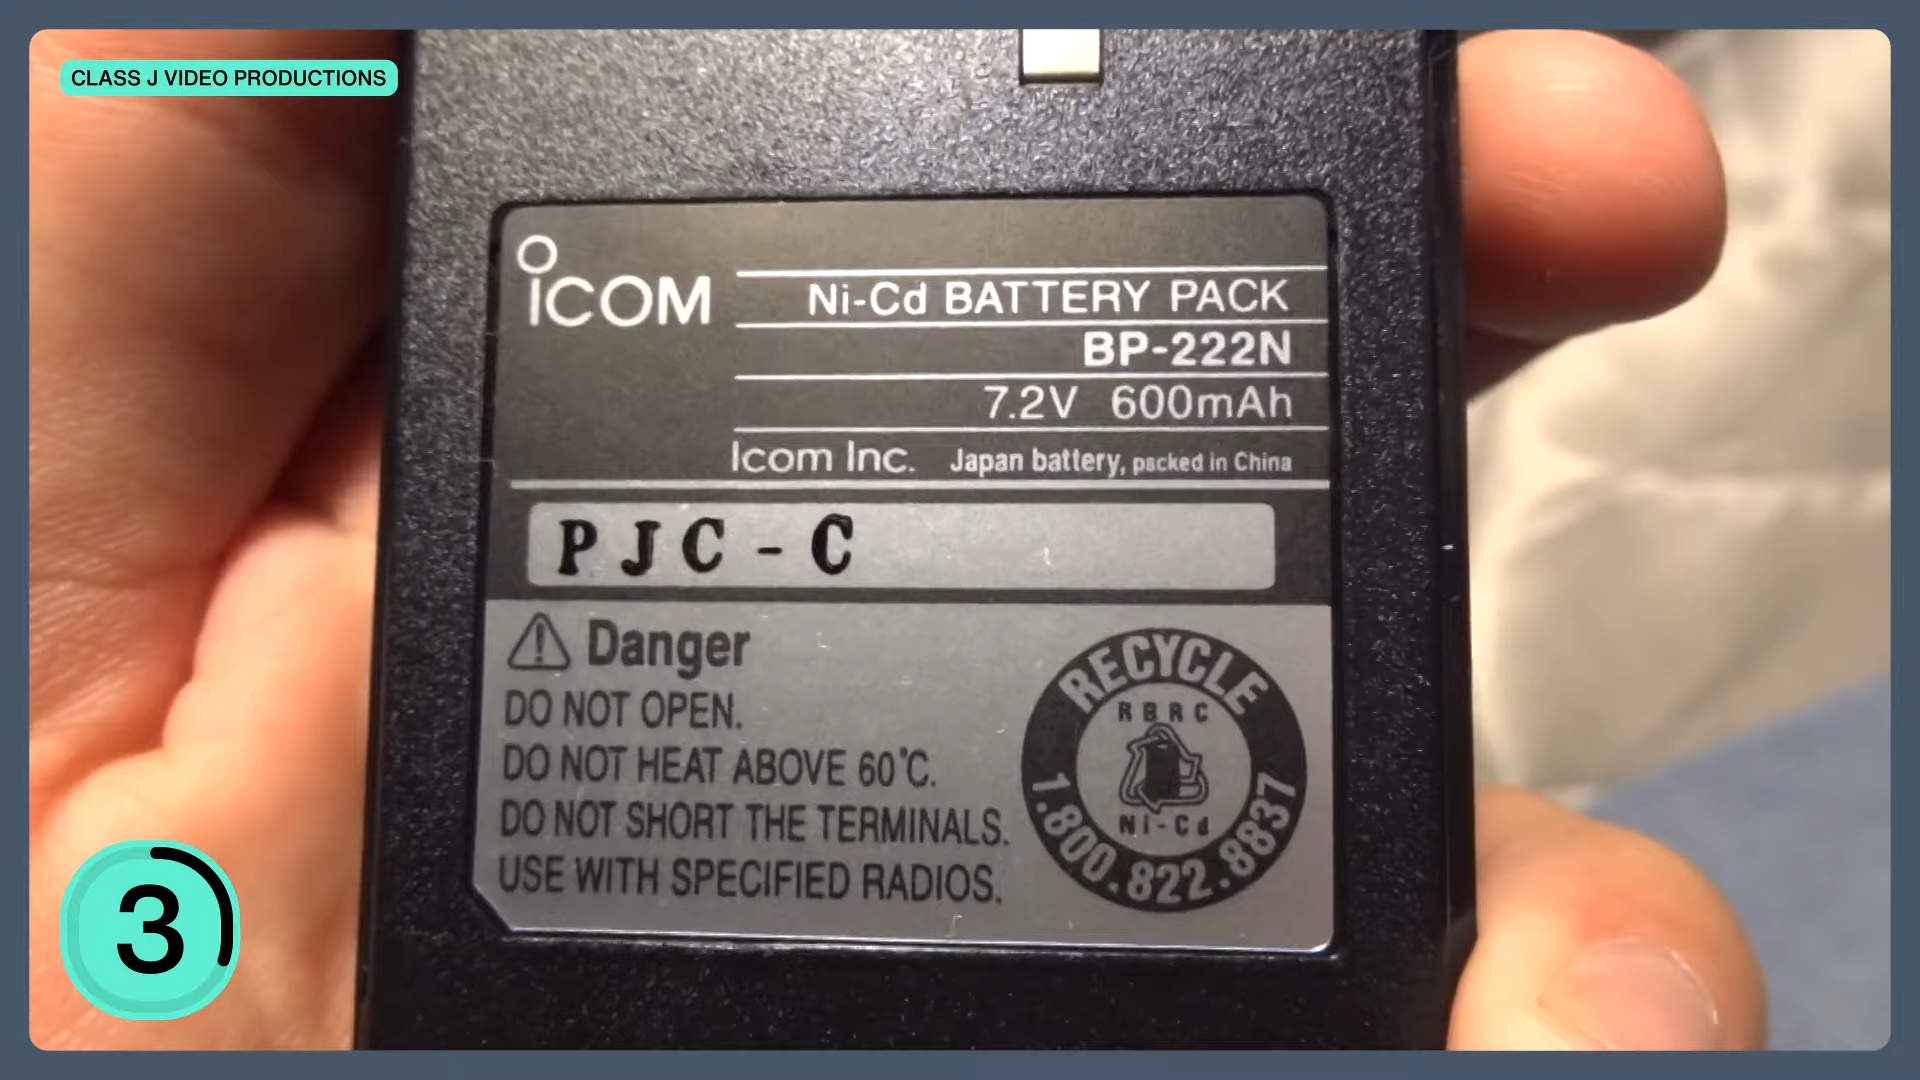 CLASS J VIDEO PRODUCTIONS
ICOM
Ni-Cd BATTERY PACK
BP-222N
7.2V 600mAh
Icom Inc. Japan battery, packed in China
PJC-C
Danger
DO NOT OPEN.
DO NOT HEAT ABOVE 60°C.
DO NOT SHORT THE TERMINALS.
USE WITH SPECIFIED RADIOS.
RECYCLE
RBRC
Ni-Cd
1.800.822.8837
3